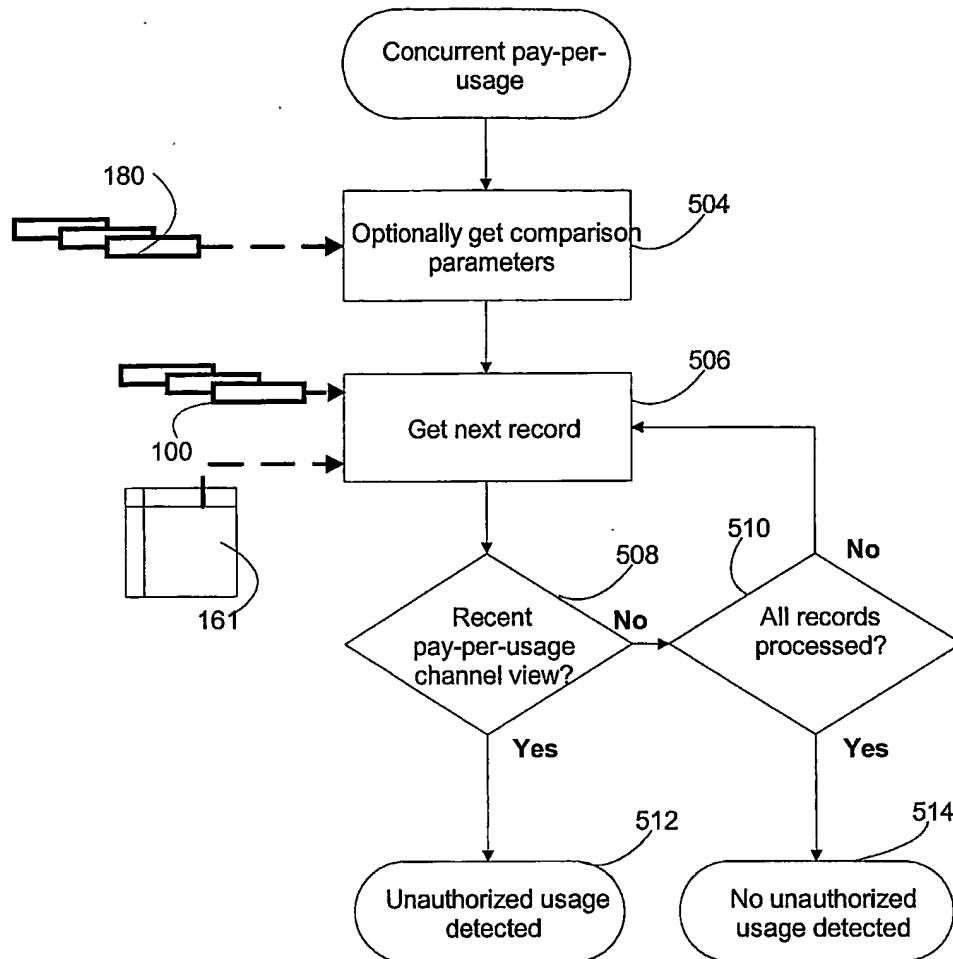 Concurrent pay-per-
usage
180
504
Optionally get comparison
parameters
506
Get next record
100
161
508
Recent
pay-per-usage
channel view?
No
510
No
All records
processed?
Yes
Yes
512
Unauthorized usage
detected
514
No unauthorized
usage detected